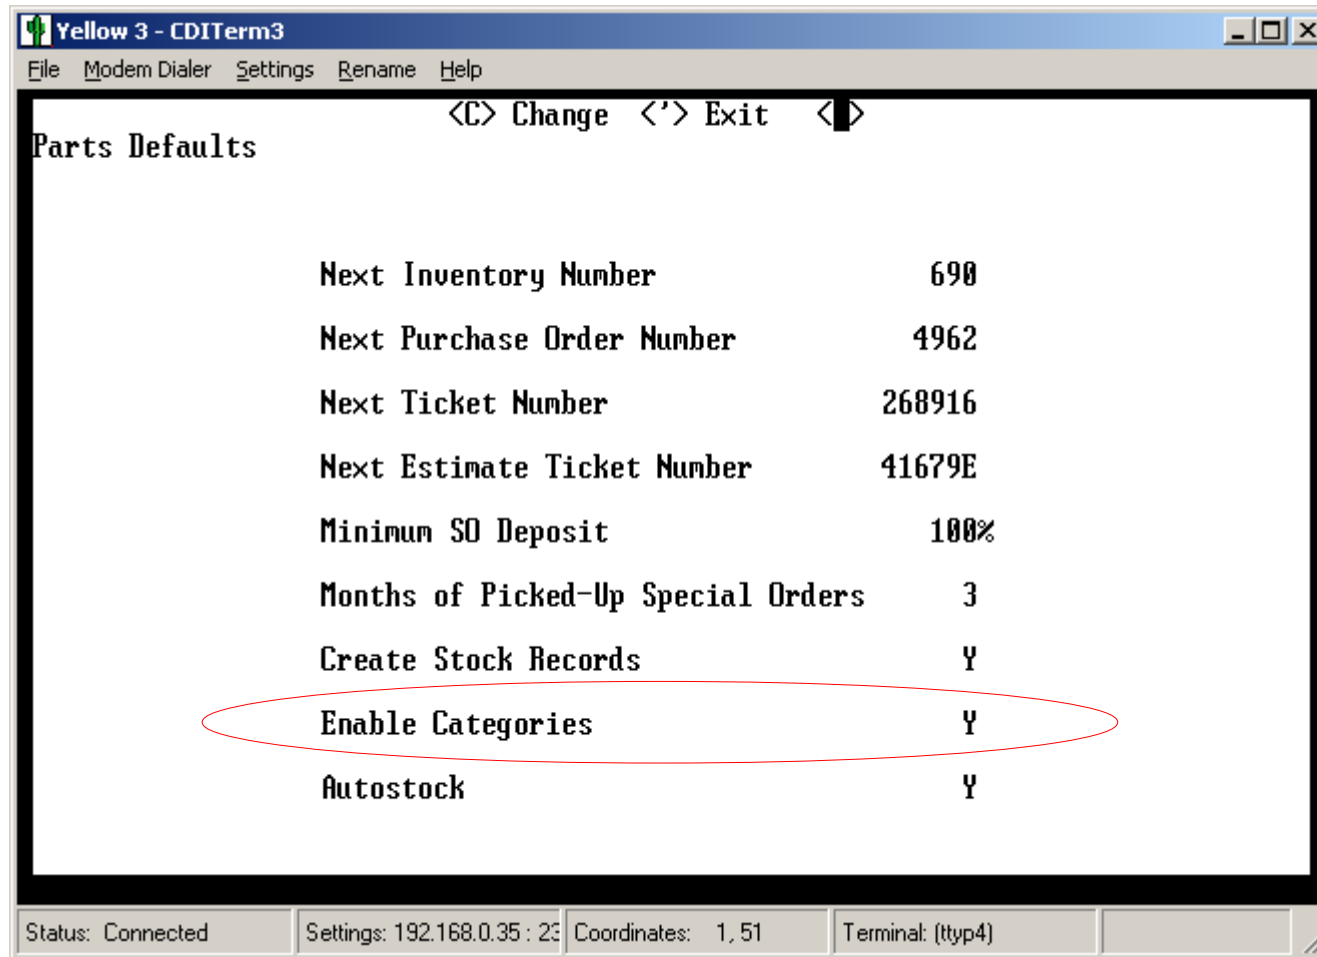 Yellow 3 - CDITerm3
File Modem Dialer Settings Rename Help
<C> Change <'> Exit < >
Parts Defaults
Next Inventory Number 690
Next Purchase Order Number 4962
Next Ticket Number 268916
Next Estimate Ticket Number 41679E
Minimum SO Deposit 100%
Months of Picked-Up Special Orders 3
Create Stock Records Y
Enable Categories Y
Autostock Y
Status: Connected Settings: 192.168.0.35 : 23 Coordinates: 1, 51 Terminal: (ttyp4)